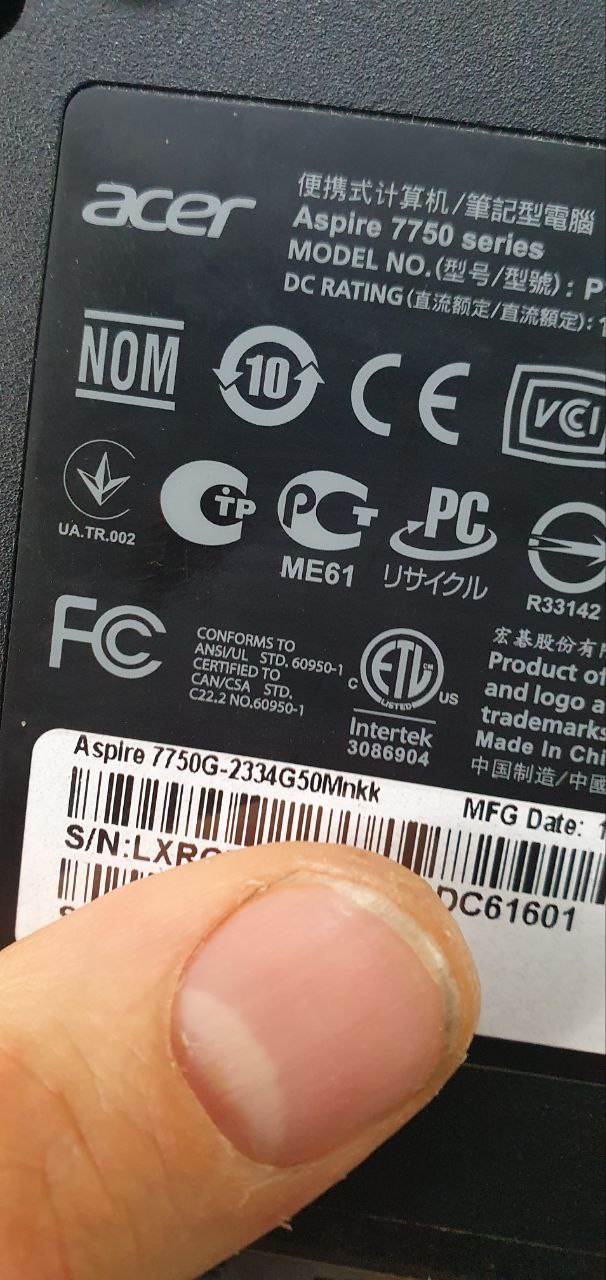 acer
便携式计算机/筆記型電腦
Aspire 7750 series
MODEL NO.(型号/型號): P
DC RATING(直流额定/直流額定): 1
NOM
10
CE
VCI
UA.TR.002
ME61
PC
リサイクル
R33142
FC
CONFORMS TO
ANSI/UL STD. 60950-1
CERTIFIED TO
CAN/CSA STD.
C22.2 NO.60950-1
C ETL US
LISTED
Intertek
3086904
宏碁股份有
Product of
and logo a
trademarks
Made In Chi
中国制造/中國
Aspire 7750G-2334G50Mnkk
MFG Date: 1
S/N:LXR
DC61601